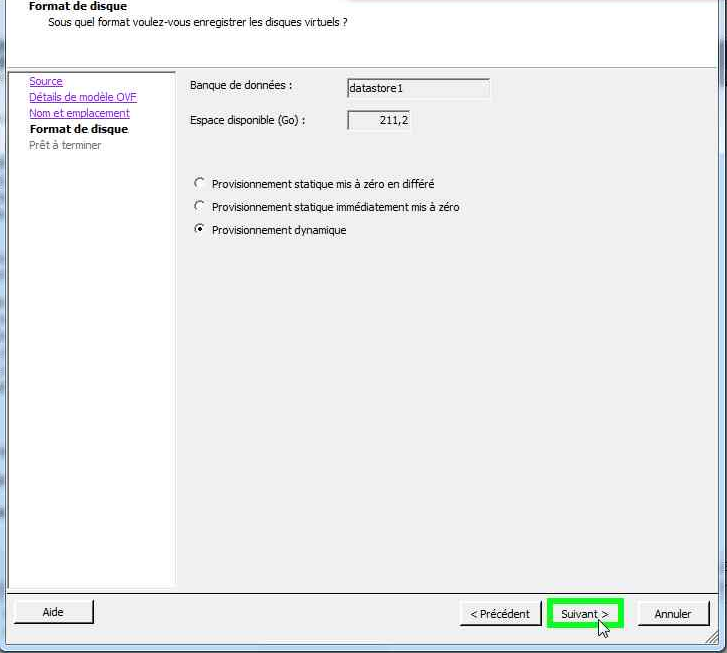 Format de disque
Sous quel format voulez-vous enregistrer les disques virtuels ?
Source
Détails de modèle OVF
Nom et emplacement
Format de disque
Prêt à terminer
Banque de données :
datastore1
Espace disponible (Go) :
211,2
Provisionnement statique mis à zéro en différé
Provisionnement statique immédiatement mis à zéro
Provisionnement dynamique
Aide
< Précédent
Suivant >
Annuler